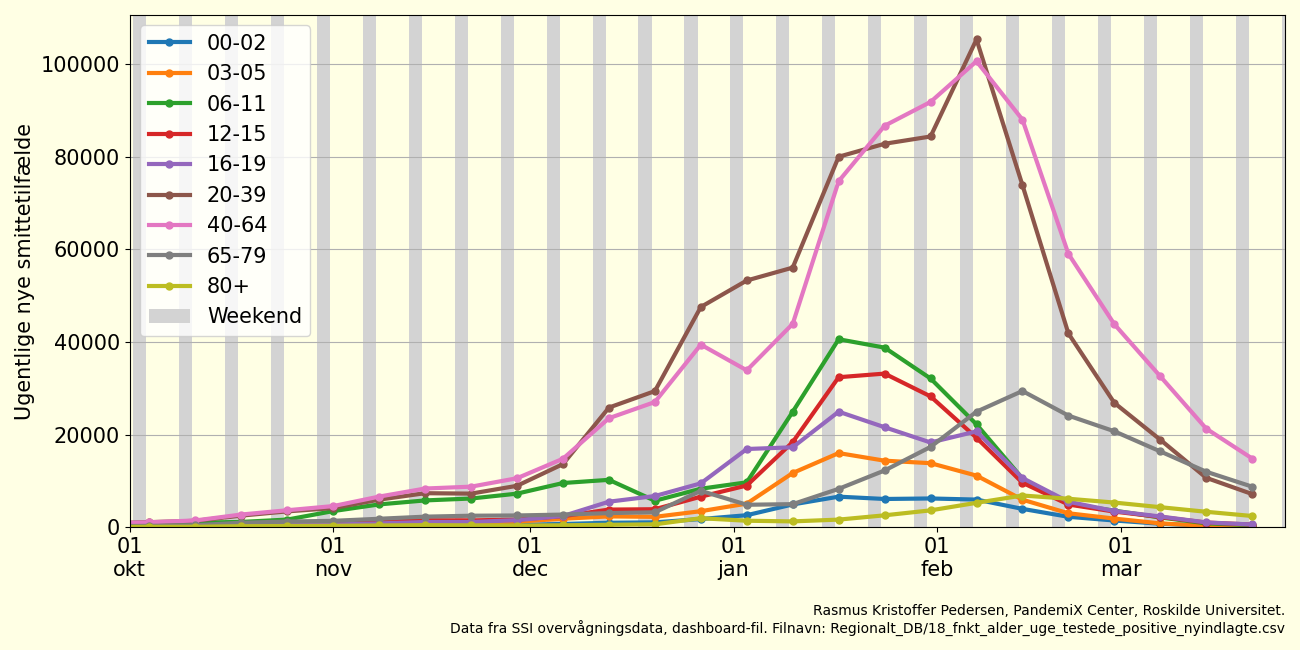 Ugentlige nye smittetilfælde
100000
80000
60000
40000
20000
0
00-02
03-05
06-11
12-15
16-19
20-39
40-64
65-79
80+
Weekend
01 01 01 01 01 01
okt nov dec jan feb mar
Rasmus Kristoffer Pedersen, PandemiX Center, Roskilde Universitet.
Data fra SSI overvågningsdata, dashboard-fil. Filnavn: Regionalt_DB/18_fnkt_alder_uge_testede_positive_nyindlagte.csv